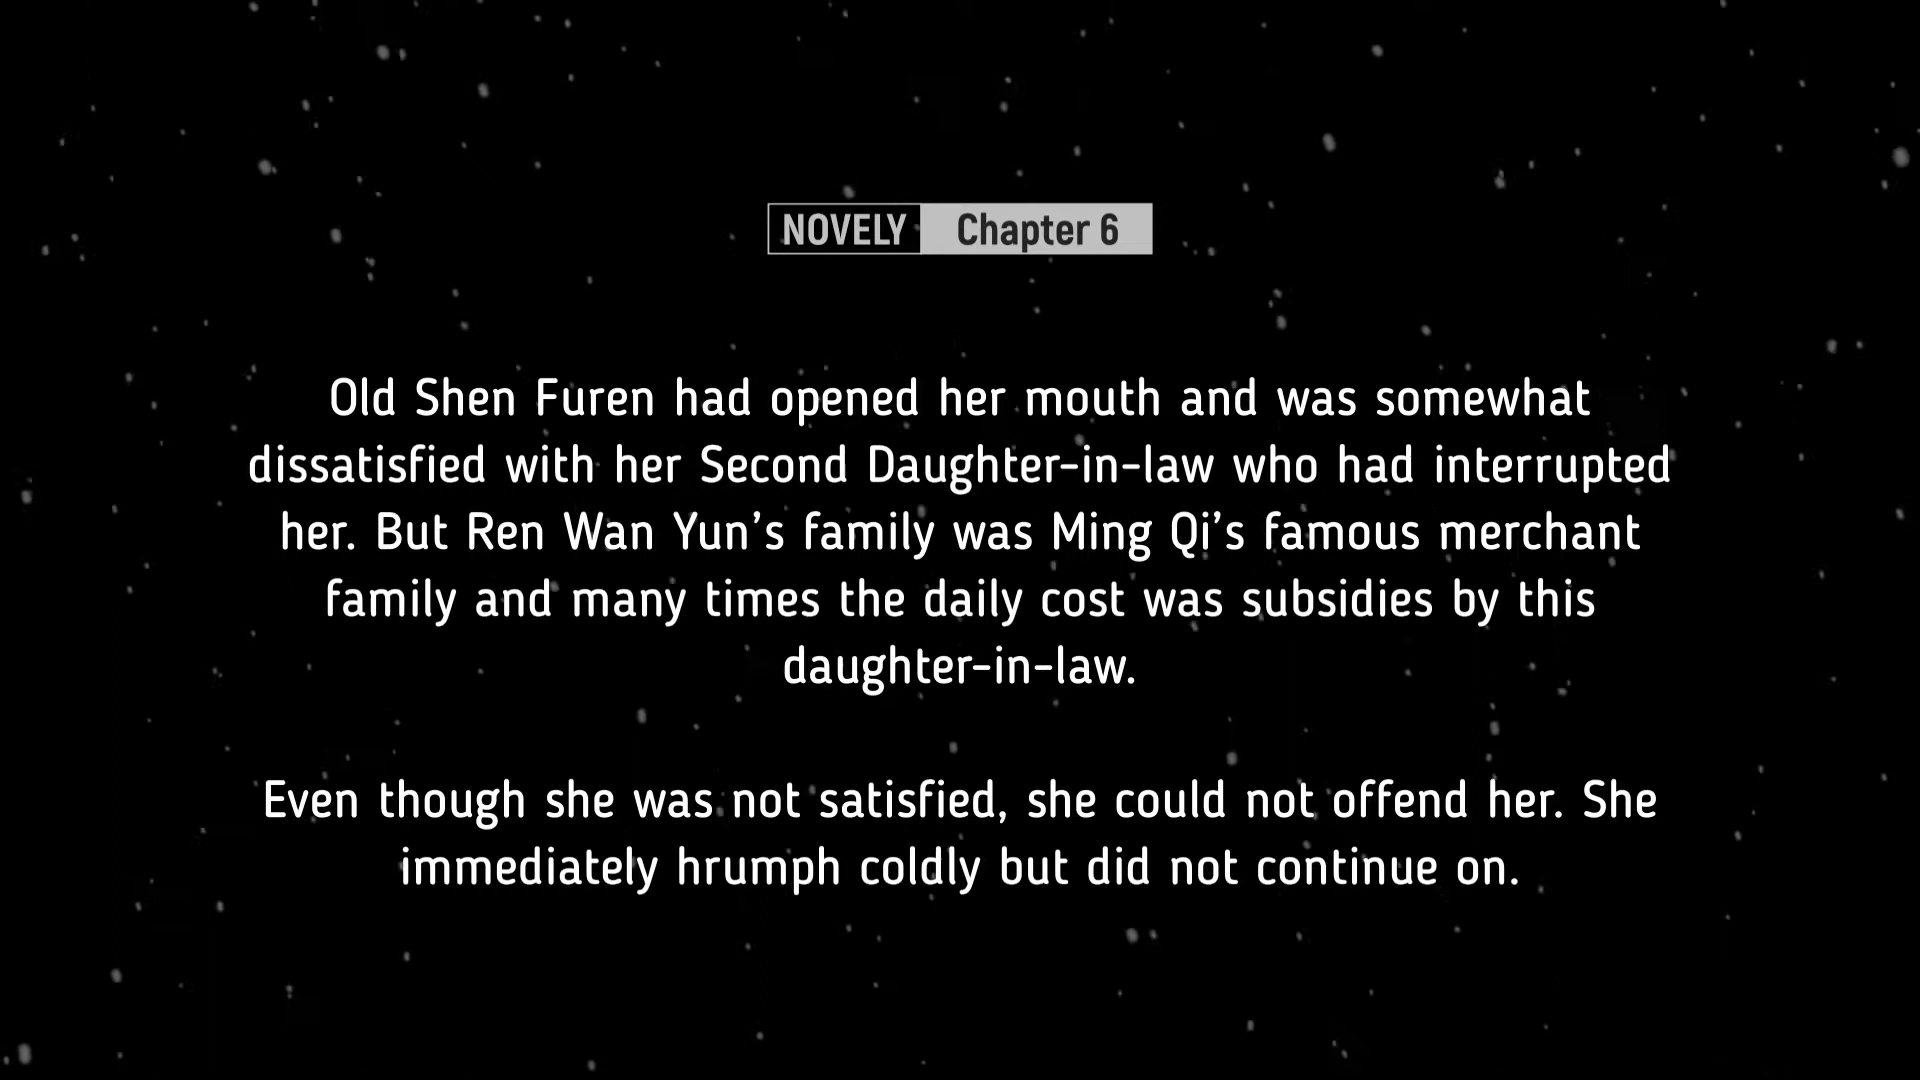 NOVELY Chapter 6
Old Shen Furen had opened her mouth and was somewhat
dissatisfied with her Second Daughter-in-law who had interrupted
her. But Ren Wan Yun’s family was Ming Qi’s famous merchant
family and many times the daily cost was subsidies by this
daughter-in-law.
Even though she was not satisfied, she could not offend her. She
immediately hrumph coldly but did not continue on.